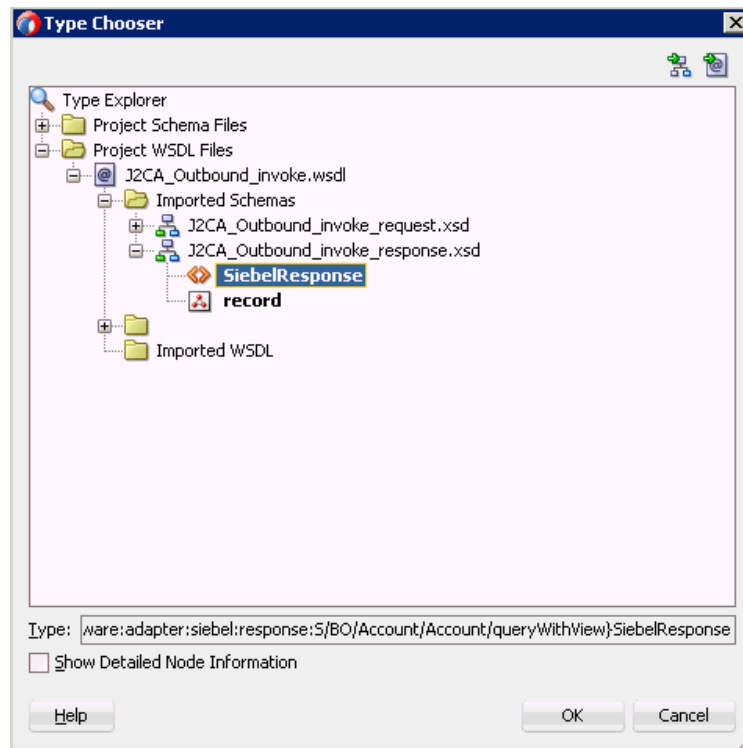 Type Chooser
Type Explorer
Project Schema Files
Project WSDL Files
J2CA_Outbound_invoke.wsdl
Imported Schemas
J2CA_Outbound_invoke_request.xsd
J2CA_Outbound_invoke_response.xsd
SiebelResponse
record
Imported WSDL
Type: ware:adapter:siebel:response:S/BO/Account/Account/queryWithView}SiebelResponse
Show Detailed Node Information
Help OK Cancel